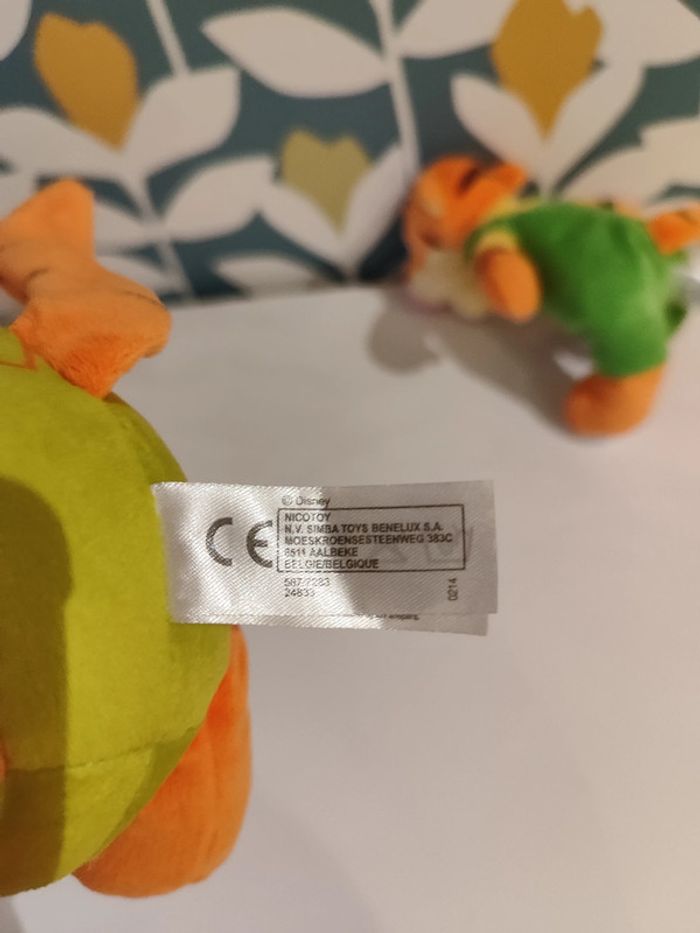 © Disney
CE
NICOTOY
N.V. SIMBA TOYS BENELUX S.A.
MOESKROENSESTEENWEG 383C
8511 AALBEKE
BELGIE/BELGIQUE
587/7283
24833
0214